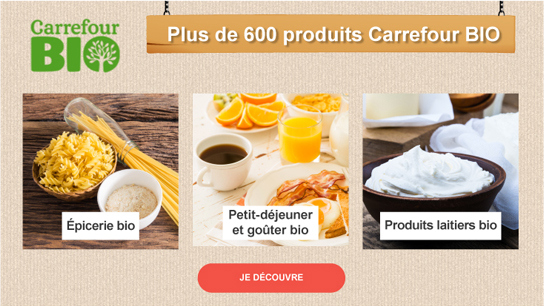 Carrefour
BIO
Plus de 600 produits Carrefour BIO
Épicerie bio
Petit-déjeuner
et goûter bio
Produits laitiers bio
JE DÉCOUVRE